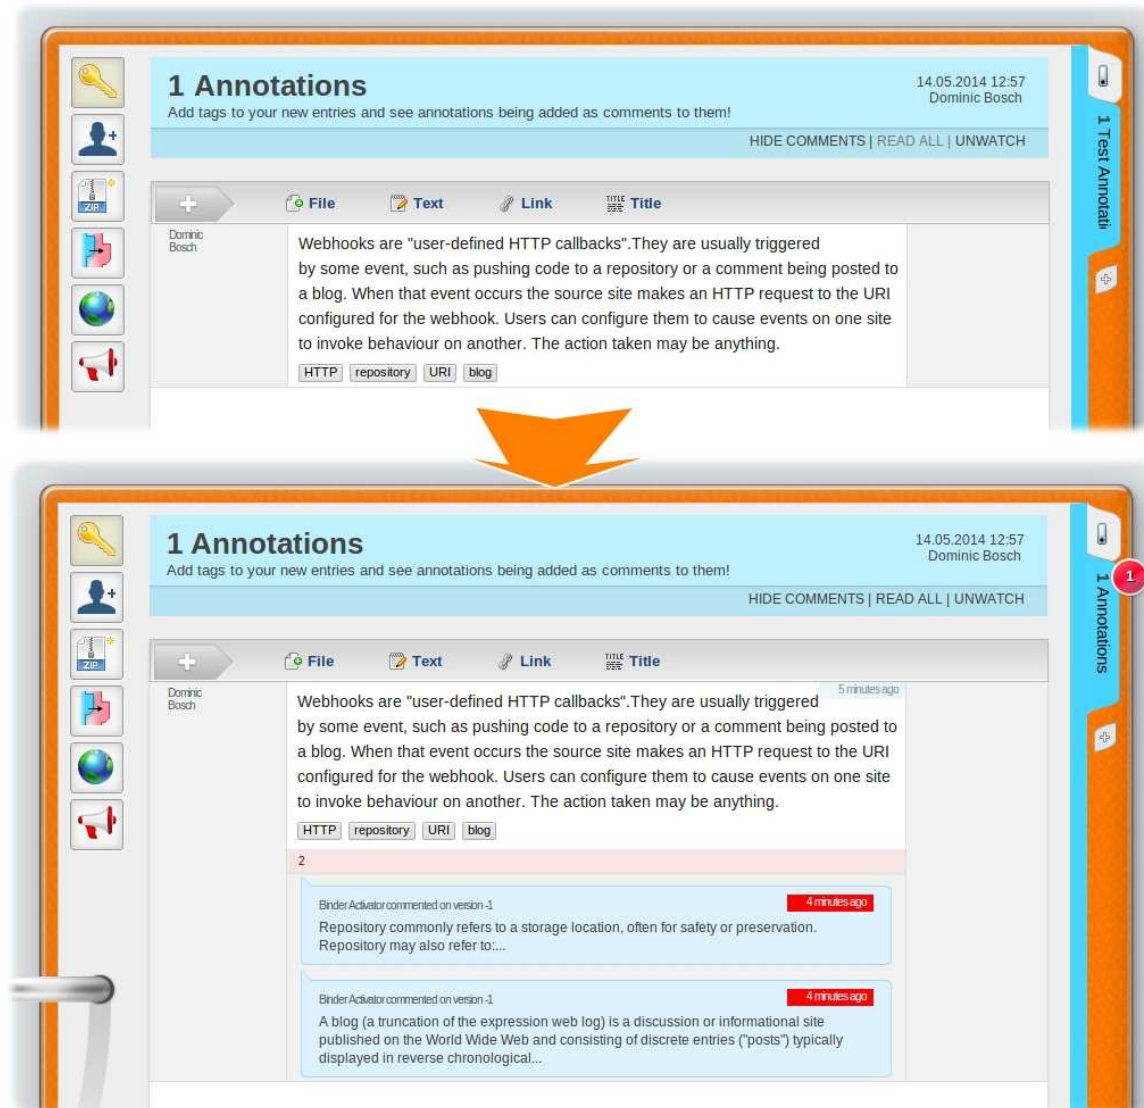 1 Annotations
Add tags to your new entries and see annotations being added as comments to them!
14.05.2014 12:57
Dominic Bosch
HIDE COMMENTS | READ ALL | UNWATCH
1 Test Annotati
ZIP
File Text Link TITLE Title
Dominic
Bosch
Webhooks are "user-defined HTTP callbacks".They are usually triggered
by some event, such as pushing code to a repository or a comment being posted to
a blog. When that event occurs the source site makes an HTTP request to the URI
configured for the webhook. Users can configure them to cause events on one site
to invoke behaviour on another. The action taken may be anything.
HTTP repository URI blog
1 Annotations
Add tags to your new entries and see annotations being added as comments to them!
14.05.2014 12:57
Dominic Bosch
HIDE COMMENTS | READ ALL | UNWATCH
1
1 Annotations
ZIP
File Text Link TITLE Title
Dominic
Bosch
5 minutes ago
Webhooks are "user-defined HTTP callbacks".They are usually triggered
by some event, such as pushing code to a repository or a comment being posted to
a blog. When that event occurs the source site makes an HTTP request to the URI
configured for the webhook. Users can configure them to cause events on one site
to invoke behaviour on another. The action taken may be anything.
HTTP repository URI blog
2
Binder Activator commented on version -1 4 minutes ago
Repository commonly refers to a storage location, often for safety or preservation.
Repository may also refer to:...
Binder Activator commented on version -1 4 minutes ago
A blog (a truncation of the expression web log) is a discussion or informational site
published on the World Wide Web and consisting of discrete entries ("posts") typically
displayed in reverse chronological...